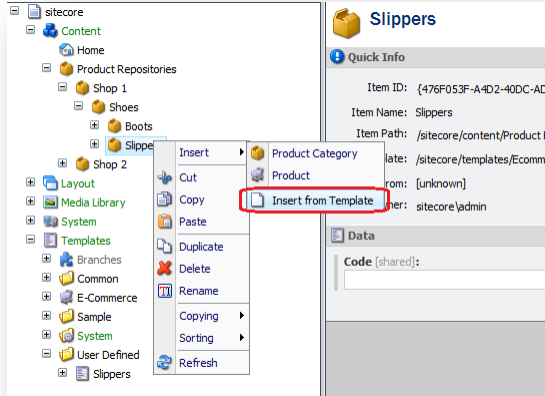 sitecore
Content
Home
Product Repositories
Shop 1
Shoes
Boots
Slippe
Shop 2
Layout
Media Library
System
Templates
Branches
Common
E-Commerce
Sample
System
User Defined
Slippers
Insert
Cut
Copy
Paste
Duplicate
Delete
Rename
Copying
Sorting
Refresh
Product Category
Product
Insert from Template
Slippers
Quick Info
Item ID: {476F053F-A4D2-40DC-AD
Item Name: Slippers
Item Path: /sitecore/content/Product
late: /sitecore/templates/Ecomm
rom: [unknown]
ner: sitecore\admin
Data
Code [shared]: